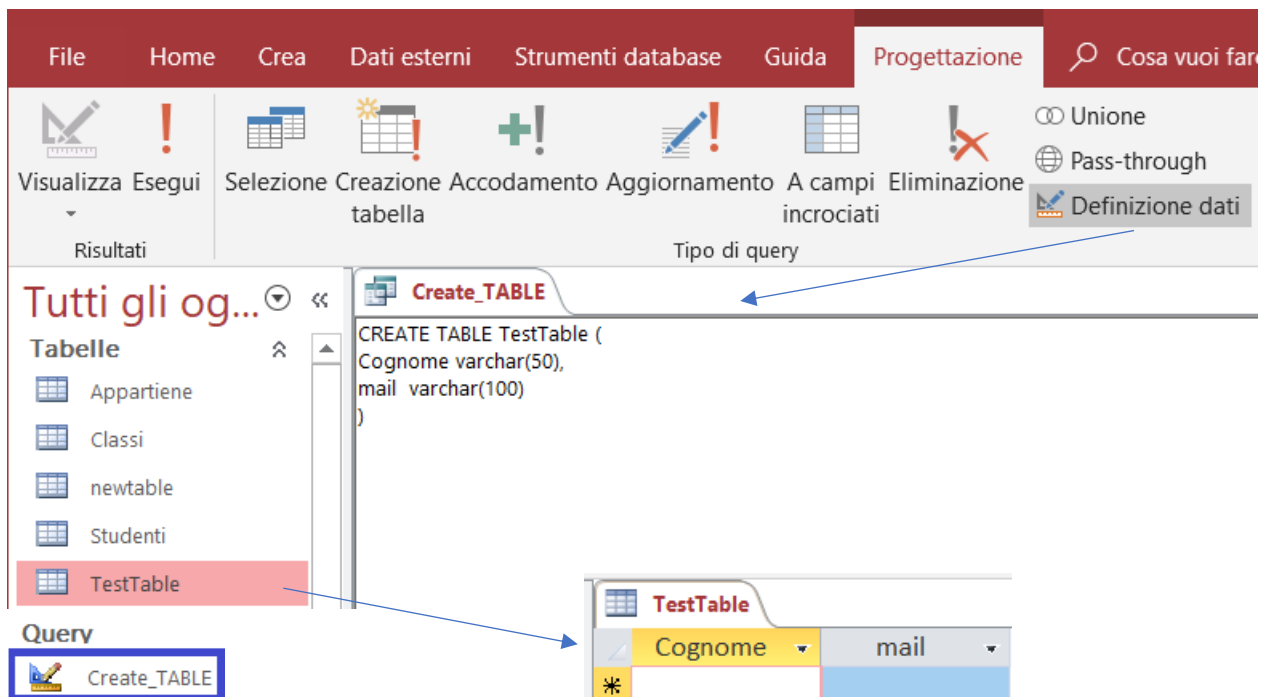 File Home Crea Dati esterni Strumenti database Guida Progettazione Cosa vuoi fare
Unione
Pass-through
Definizione dati
Visualizza Esegui Selezione Creazione tabella Accodamento Aggiornamento A campi incrociati Eliminazione
Risultati Tipo di query
Tutti gli og...
Create_TABLE
Tabelle
Appartiene
Classi
newtable
Studenti
TestTable
Query
Create_TABLE
CREATE TABLE TestTable (
Cognome varchar(50),
mail varchar(100)
)
TestTable
Cognome mail